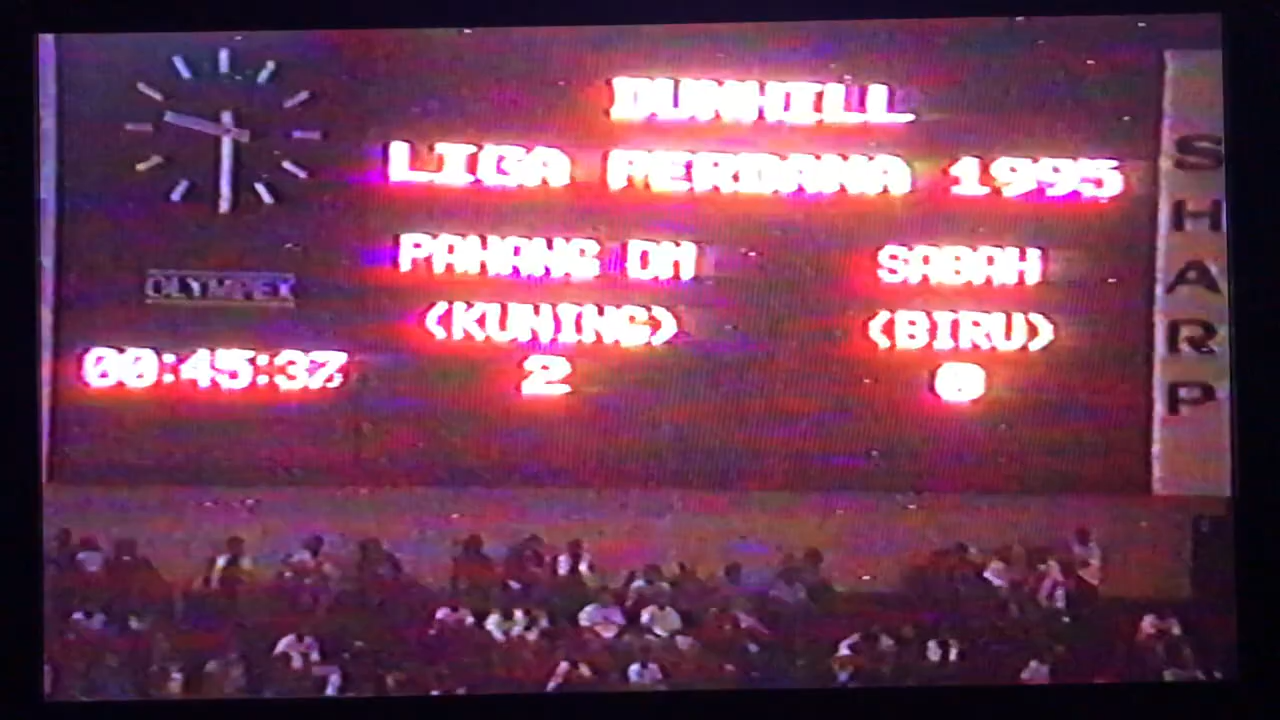 DUNHILL
LIGA PERDANA 1995
PAHANG DM SABAH
(KUNING) (BIRU)
2 0
OLYMPEX
00:45:37
SHARP